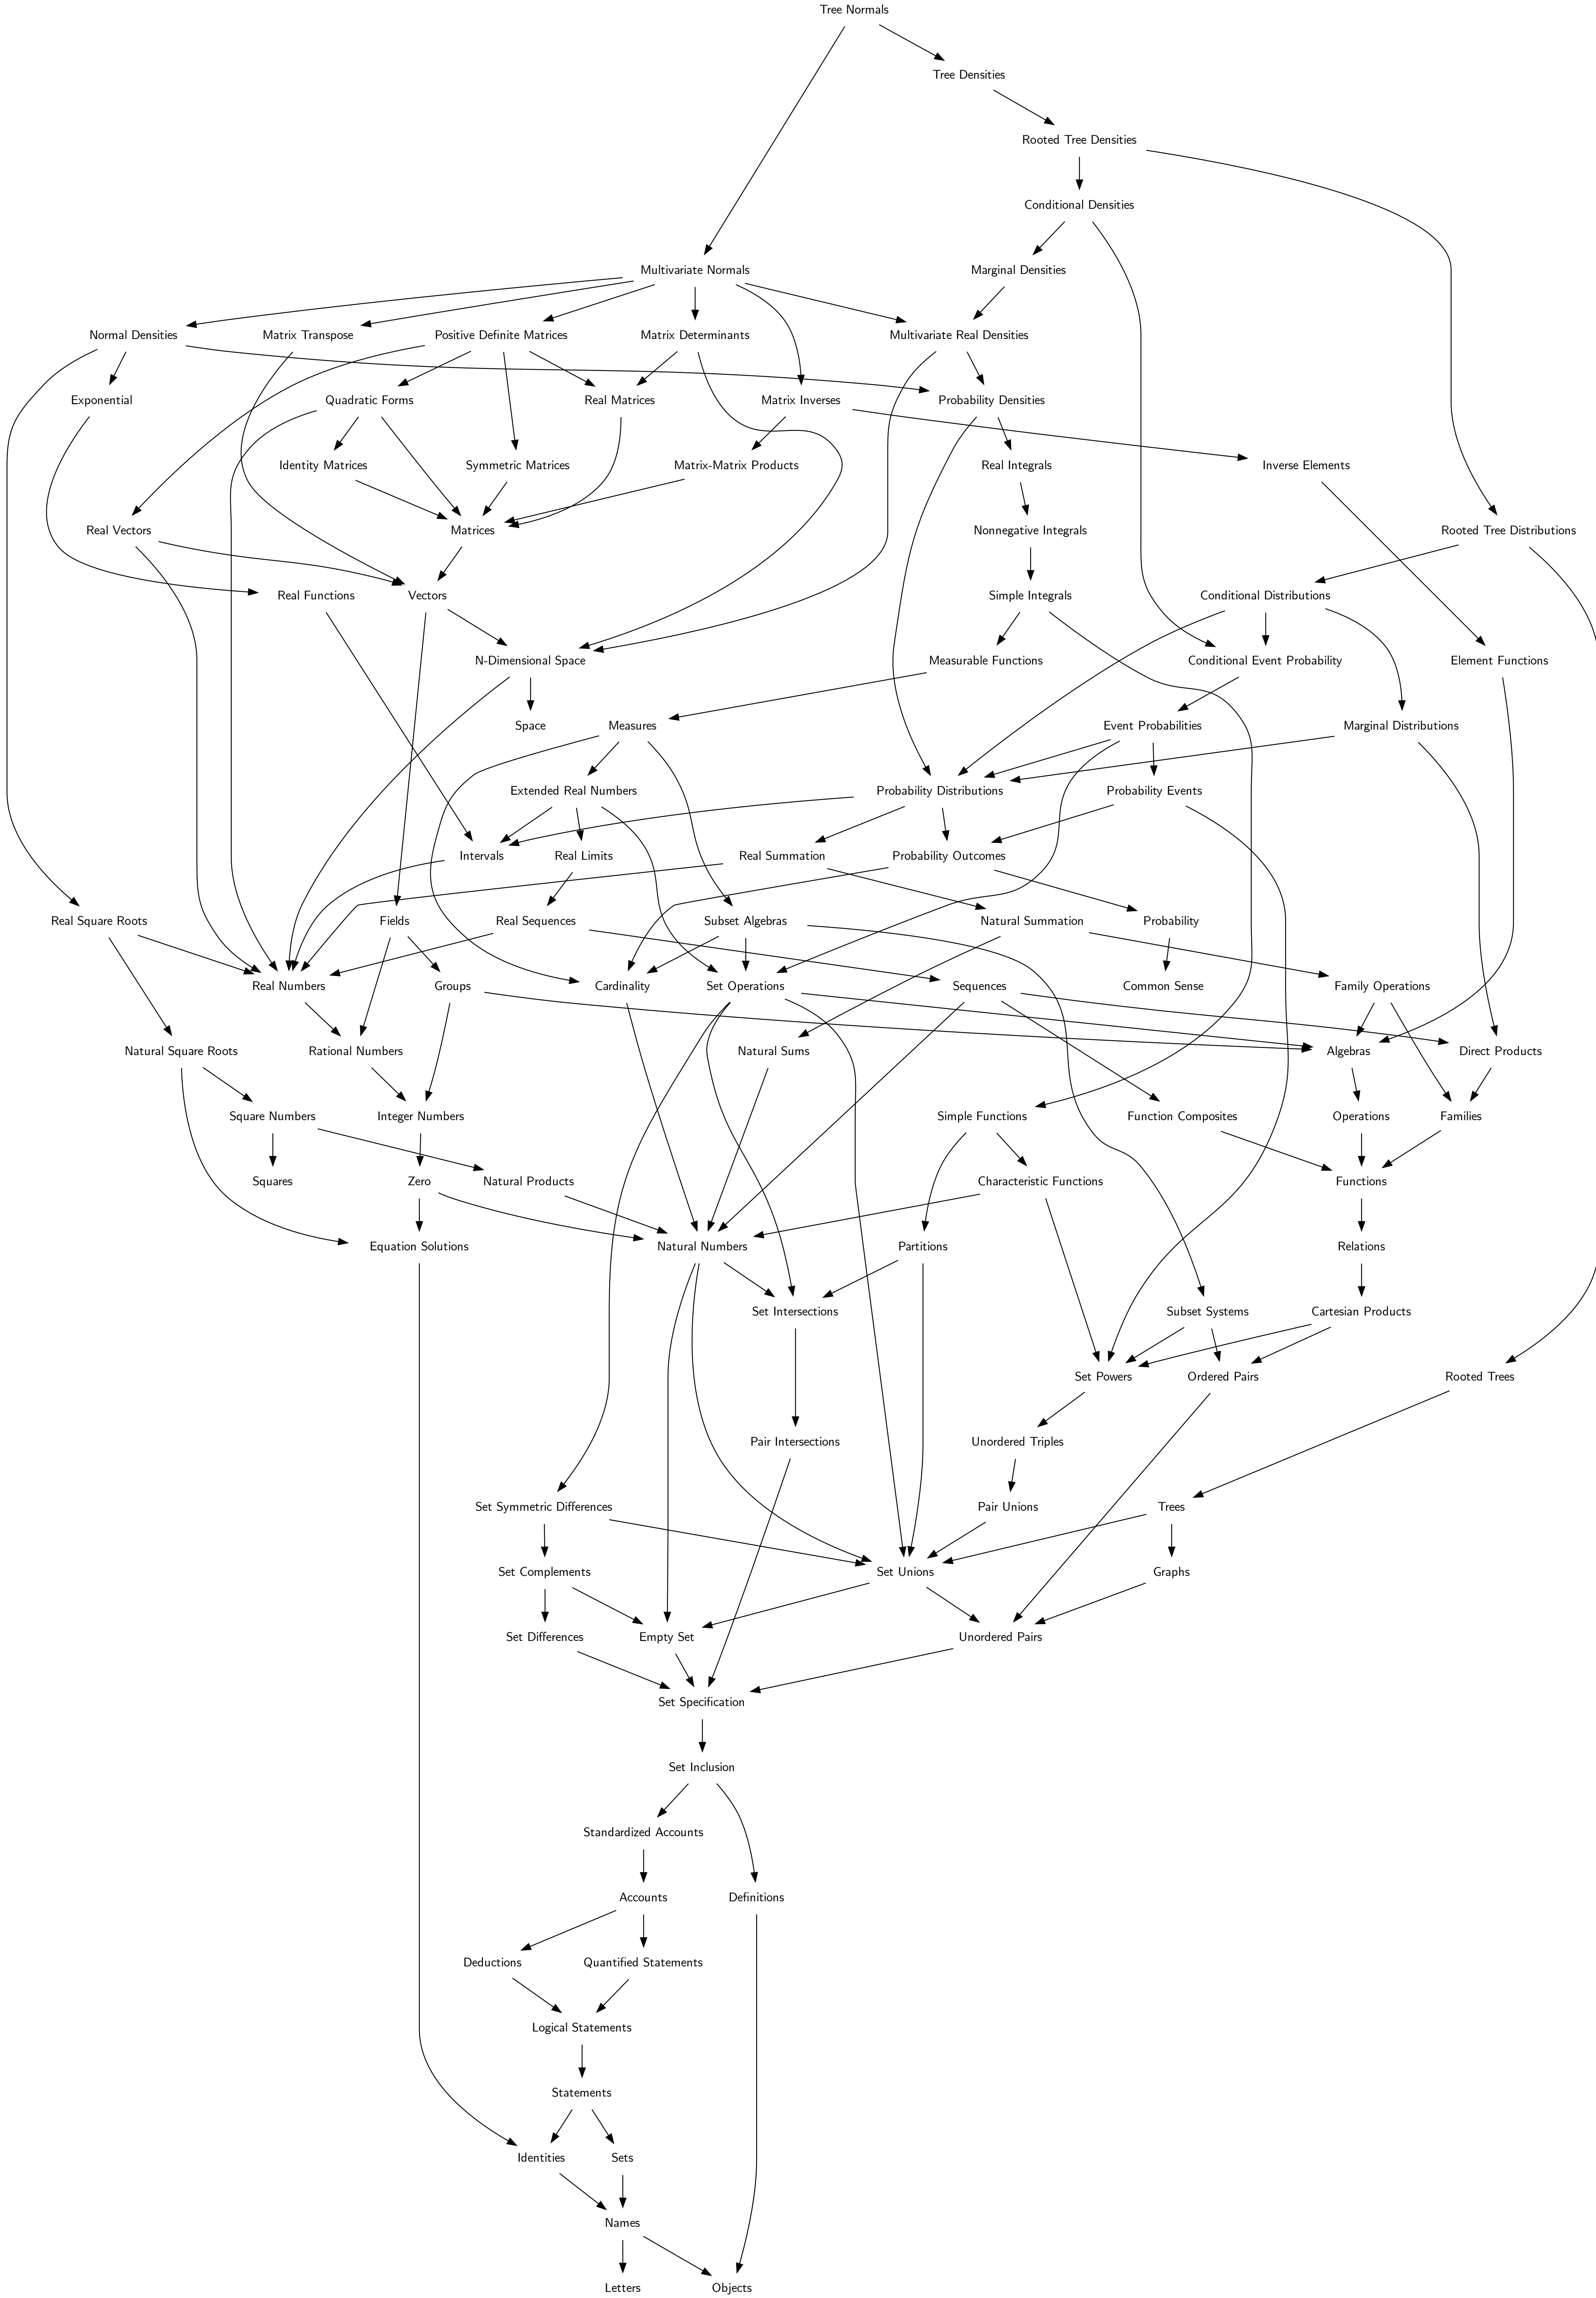 Tree Normals
Tree Densities
Rooted Tree Densities
Conditional Densities
Multivariate Normals
Marginal Densities
Normal Densities
Matrix Transpose
Positive Definite Matrices
Matrix Determinants
Multivariate Real Densities
Exponential
Quadratic Forms
Real Matrices
Matrix Inverses
Probability Densities
Identity Matrices
Symmetric Matrices
Matrix-Matrix Products
Real Integrals
Inverse Elements
Real Vectors
Matrices
Nonnegative Integrals
Rooted Tree Distributions
Real Functions
Vectors
Simple Integrals
Conditional Distributions
N-Dimensional Space
Measurable Functions
Conditional Event Probability
Element Functions
Space
Measures
Event Probabilities
Marginal Distributions
Extended Real Numbers
Probability Distributions
Probability Events
Intervals
Real Limits
Real Summation
Probability Outcomes
Real Square Roots
Fields
Real Sequences
Subset Algebras
Natural Summation
Probability
Real Numbers
Groups
Cardinality
Set Operations
Sequences
Common Sense
Family Operations
Natural Square Roots
Rational Numbers
Natural Sums
Algebras
Direct Products
Square Numbers
Integer Numbers
Simple Functions
Function Composites
Operations
Families
Squares
Zero
Natural Products
Characteristic Functions
Functions
Equation Solutions
Natural Numbers
Partitions
Relations
Set Intersections
Subset Systems
Cartesian Products
Set Powers
Ordered Pairs
Rooted Trees
Pair Intersections
Unordered Triples
Set Symmetric Differences
Pair Unions
Trees
Set Complements
Set Unions
Graphs
Set Differences
Empty Set
Unordered Pairs
Set Specification
Set Inclusion
Standardized Accounts
Accounts
Definitions
Deductions
Quantified Statements
Logical Statements
Statements
Identities
Sets
Names
Letters
Objects